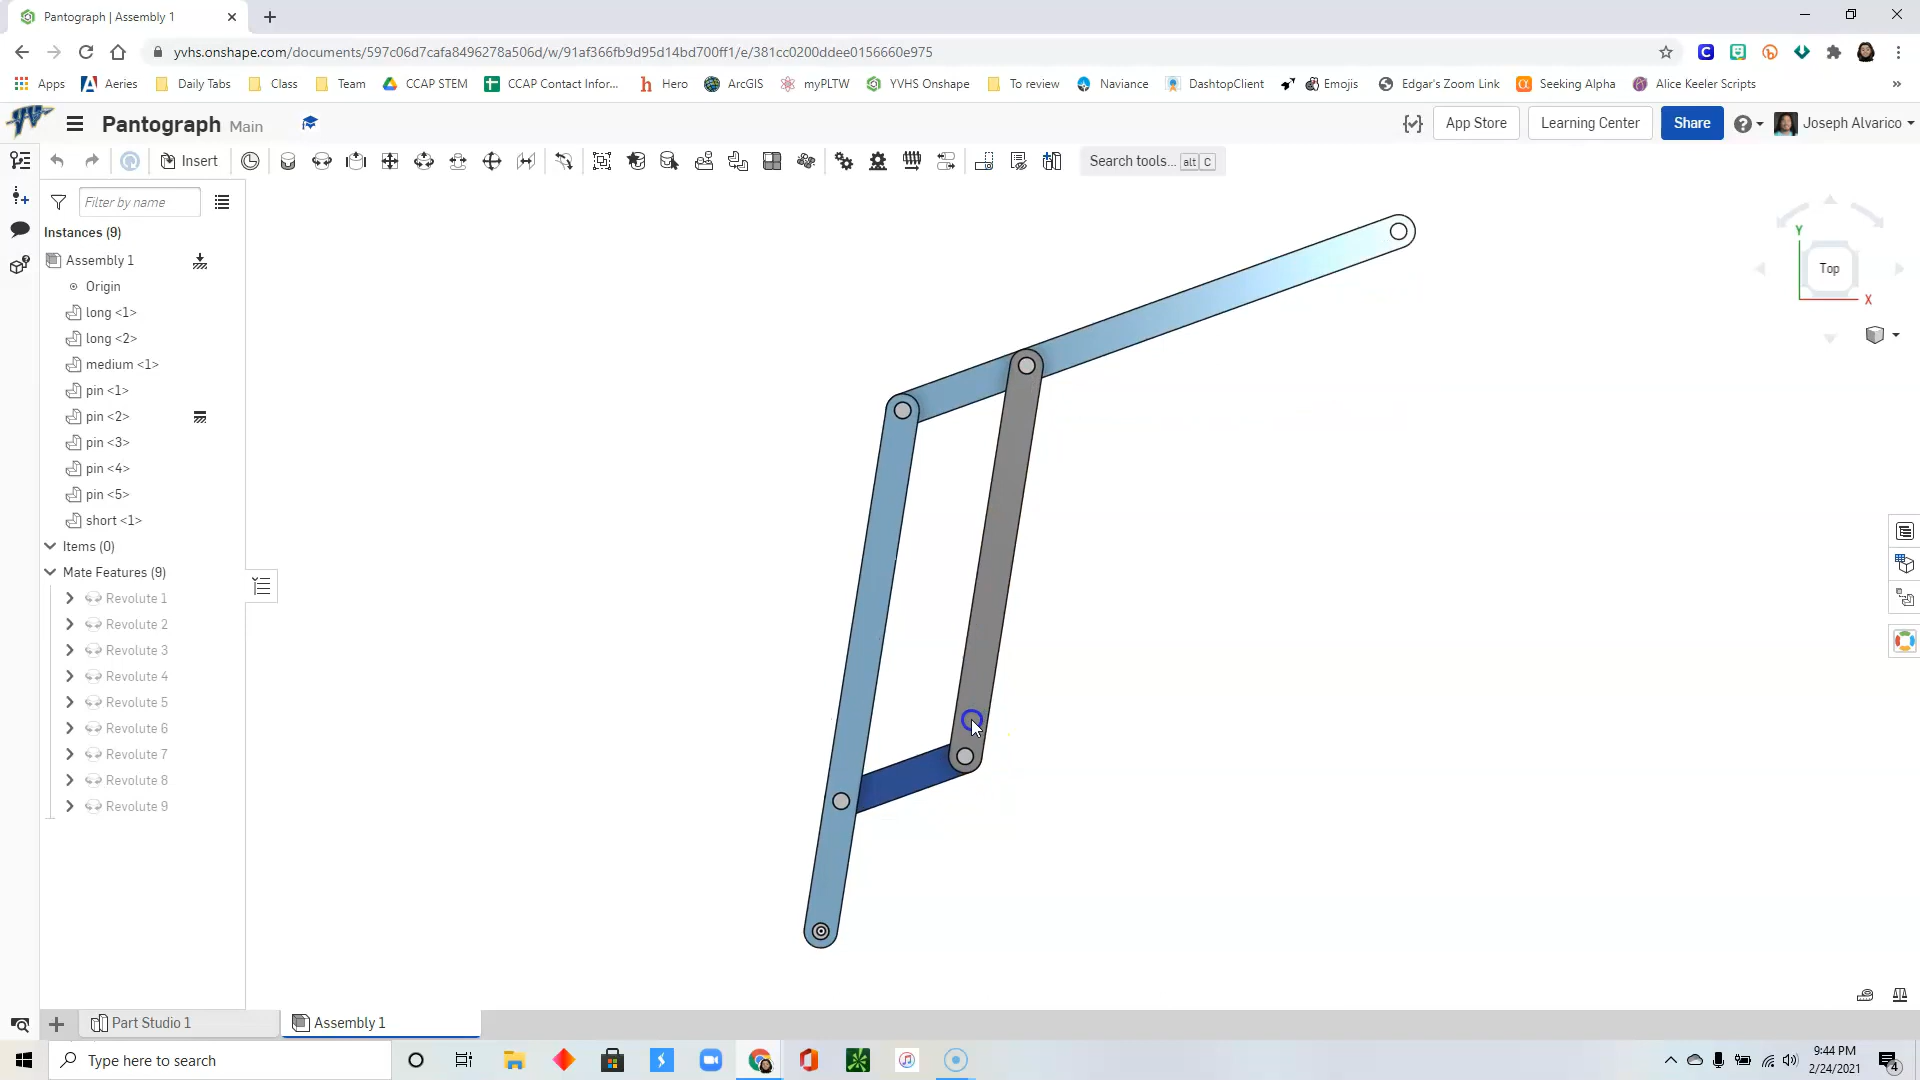 Pantograph | Assembly 1
yvhs.onshape.com/documents/597c06d7cafa8496278a506d/w/91af366fb9d95d14bd700ff1/e/381cc0200ddee0156660e975
Apps Aeries Daily Tabs Class Team CCAP STEM CCAP Contact Infor... Hero ArcGIS myPLTW YVHS Onshape To review Naviance DashtopClient Emojis Edgar's Zoom Link Seeking Alpha Alice Keeler Scripts »
Pantograph Main App Store Learning Center Share Joseph Alvarico
Insert Search tools... alt C
Filter by name
Instances (9)
Assembly 1
Origin
long <1>
long <2>
medium <1>
pin <1>
pin <2>
pin <3>
pin <4>
pin <5>
short <1>
Items (0)
Mate Features (9)
Revolute 1
Revolute 2
Revolute 3
Revolute 4
Revolute 5
Revolute 6
Revolute 7
Revolute 8
Revolute 9
Y
Top
X
Part Studio 1 Assembly 1
Type here to search
9:44 PM
2/24/2021
4